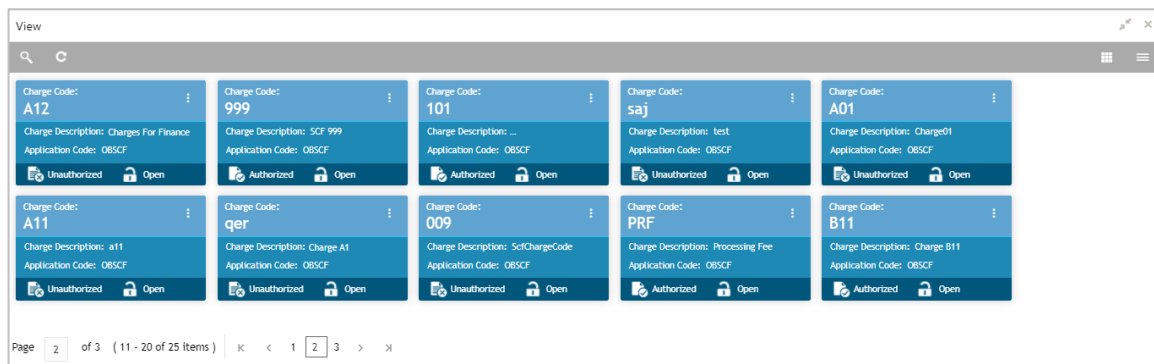 View
Charge Code:
A12
Charge Description: Charges For Finance
Application Code: OBSCF
Unauthorized Open
Charge Code:
999
Charge Description: SCF 999
Application Code: OBSCF
Authorized Open
Charge Code:
101
Charge Description: ...
Application Code: OBSCF
Authorized Open
Charge Code:
saj
Charge Description: test
Application Code: OBSCF
Unauthorized Open
Charge Code:
A01
Charge Description: Charge01
Application Code: OBSCF
Unauthorized Open
Charge Code:
A11
Charge Description: a11
Application Code: OBSCF
Unauthorized Open
Charge Code:
qer
Charge Description: Charge A1
Application Code: OBSCF
Unauthorized Open
Charge Code:
009
Charge Description: ScfChargeCode
Application Code: OBSCF
Unauthorized Open
Charge Code:
PRF
Charge Description: Processing Fee
Application Code: OBSCF
Authorized Open
Charge Code:
B11
Charge Description: Charge B11
Application Code: OBSCF
Authorized Open
Page 2 of 3 (11 - 20 of 25 items) 1 2 3